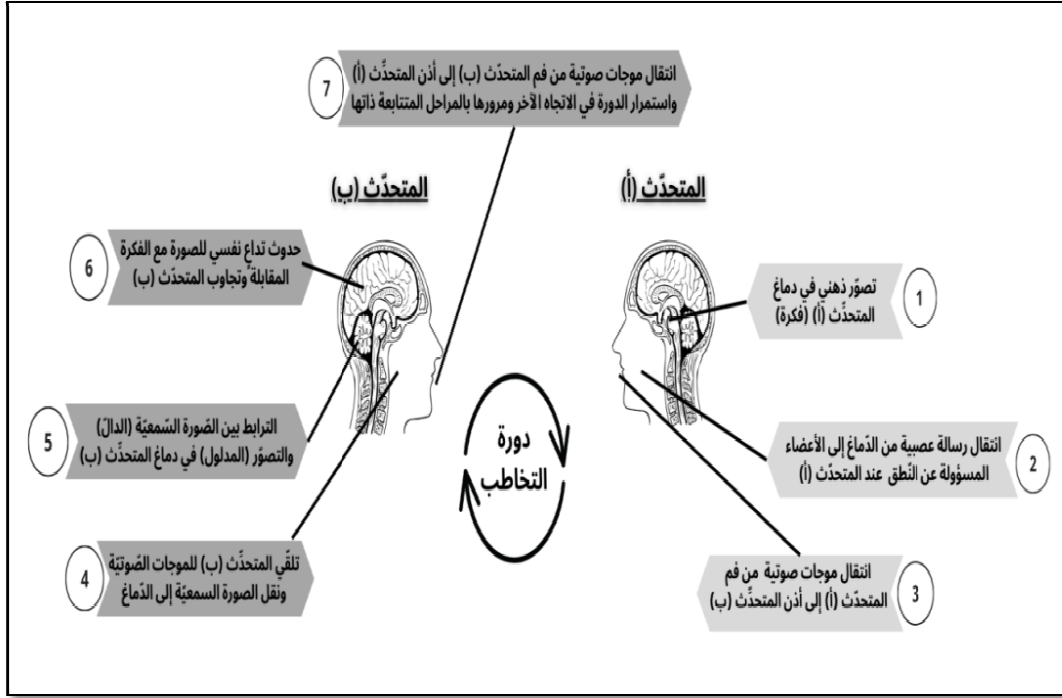 انتقال موجات صوتية من فم المتحدّث (ب) إلى أذن المتحدِّث (أ)
واستمرار الدورة في الاتجاه الآخر ومرورها بالمراحل المتتابعة ذاتها
7
المتحدّث (أ)
المتحدّث (ب)
1
تصوّر ذهني في دماغ
المتحدِّث (أ) (فكرة)
2
انتقال رسالة عصبية من الدّماغ إلى الأعضاء
المسؤولة عن النّطق عند المتحدّث (أ)
3
انتقال موجات صوتية من فم
المتحدّث (أ) إلى أذن المتحدِّث (ب)
دورة
التخاطب
4
تلقّي المتحدِّث (ب) للموجات الصّوتيّة
ونقل الصورة السمعيّة إلى الدّماغ
5
الترابط بين الصّورة السّمعيّة (الدالّ)
والتصوّر (المدلول) في دماغ المتحدِّث (ب)
6
حدوث تداعٍ نفسي للصورة مع الفكرة
المقابلة وتجاوب المتحدّث (ب)